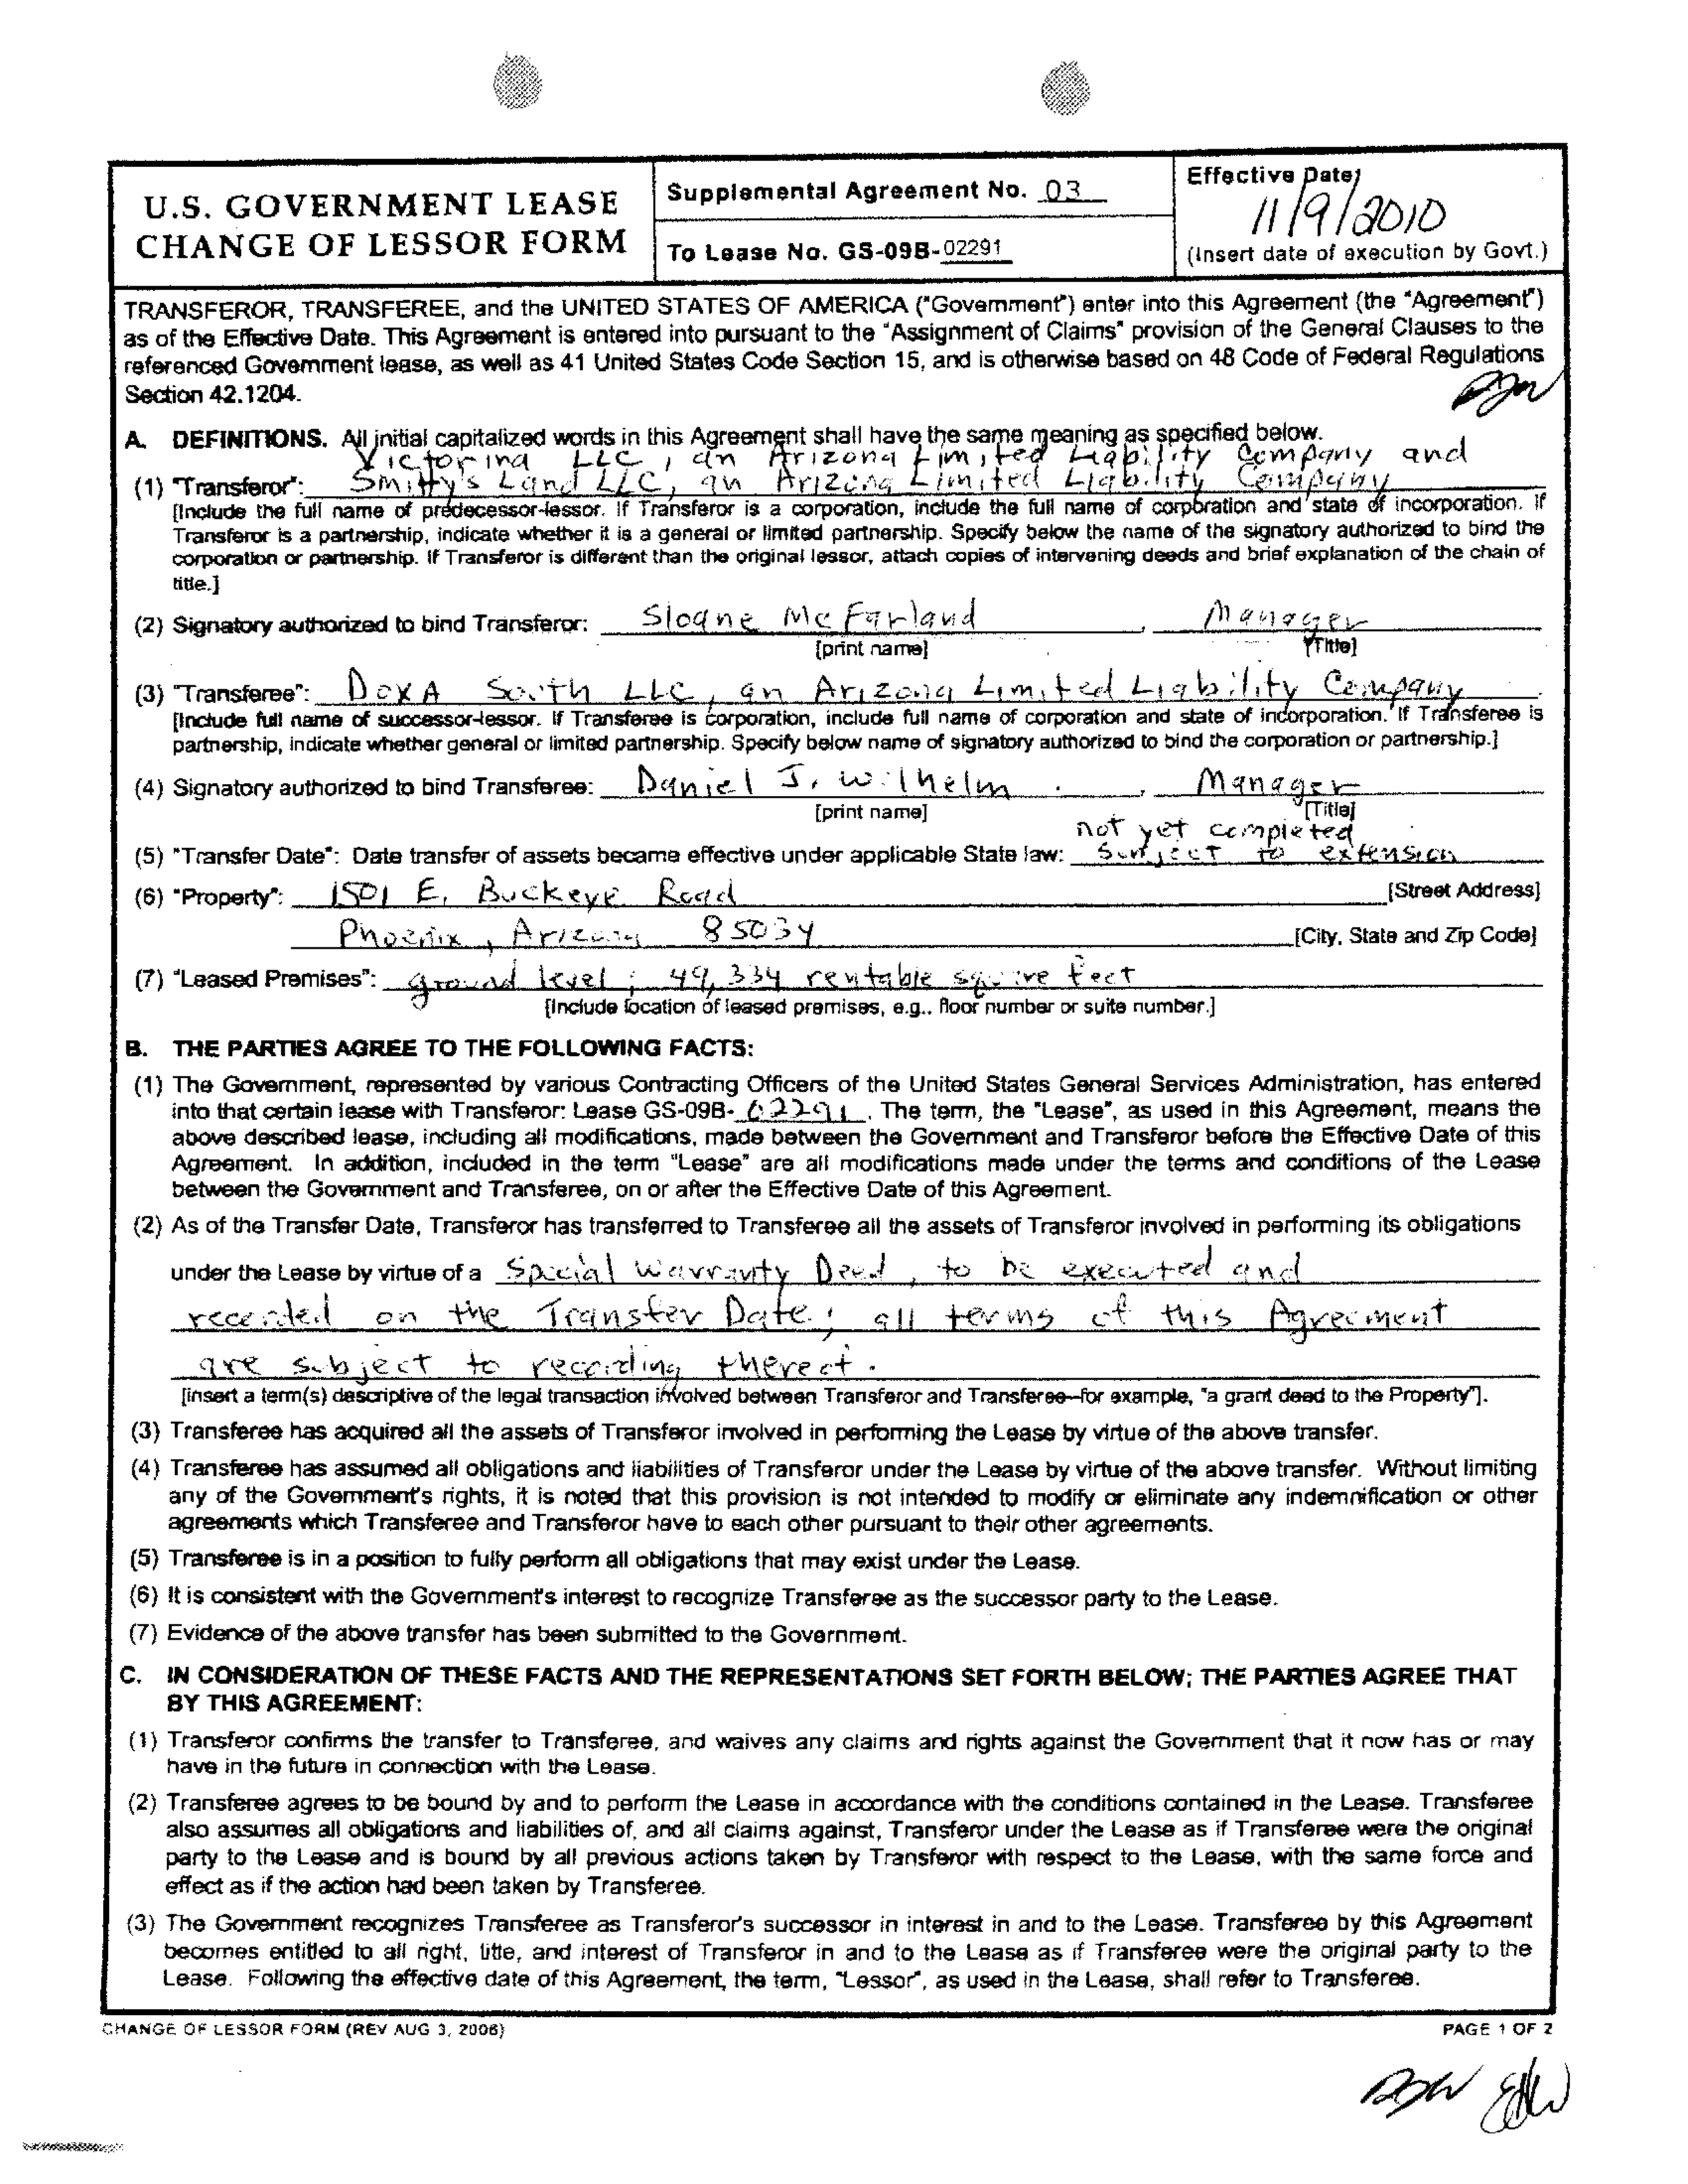 U.S. GOVERNMENT LEASE
CHANGE OF LESSOR FORM
Supplemental Agreement No. 03
To Lease No. GS-09B-02291
Effective Date:
11/9/2010
(Insert date of execution by Govt.)
TRANSFEROR, TRANSFEREE, and the UNITED STATES OF AMERICA ("Government") enter into this Agreement (the "Agreement")
as of the Effective Date. This Agreement is entered into pursuant to the "Assignment of Claims" provision of the General Clauses to the
referenced Government lease, as well as 41 United States Code Section 15, and is otherwise based on 48 Code of Federal Regulations
Section 42.1204.
A. DEFINITIONS. All initial capitalized words in this Agreement shall have the same meaning as specified below.
Victorina LLC, an Arizona Limited Liability Company and
(1) "Transferor": Smitty's Land LLC, an Arizona Limited Liability Company
[Include the full name of predecessor-lessor. If Transferor is a corporation, include the full name of corporation and state of incorporation. If
Transferor is a partnership, indicate whether it is a general or limited partnership. Specify below the name of the signatory authorized to bind the
corporation or partnership. If Transferor is different than the original lessor, attach copies of intervening deeds and brief explanation of the chain of
title.]
(2) Signatory authorized to bind Transferor: Sloane McFarland, Manager
[print name] [Title]
(3) "Transferee": DOXA South LLC, an Arizona Limited Liability Company.
[Include full name of successor-lessor. If Transferee is corporation, include full name of corporation and state of incorporation. If Transferee is
partnership, indicate whether general or limited partnership. Specify below name of signatory authorized to bind the corporation or partnership.]
(4) Signatory authorized to bind Transferee: Daniel J. Wilhelm, Manager
[print name] [Title]
not yet completed
(5) "Transfer Date": Date transfer of assets became effective under applicable State law: subject to extension
(6) "Property": 1501 E. Buckeye Road [Street Address]
Phoenix, Arizona 85034 [City, State and Zip Code]
(7) "Leased Premises": ground level; 49,334 rentable square feet
[Include location of leased premises, e.g., floor number or suite number.]
B. THE PARTIES AGREE TO THE FOLLOWING FACTS:
(1) The Government, represented by various Contracting Officers of the United States General Services Administration, has entered
into that certain lease with Transferor: Lease GS-09B-02291. The term, the "Lease", as used in this Agreement, means the
above described lease, including all modifications, made between the Government and Transferor before the Effective Date of this
Agreement. In addition, included in the term "Lease" are all modifications made under the terms and conditions of the Lease
between the Government and Transferee, on or after the Effective Date of this Agreement.
(2) As of the Transfer Date, Transferor has transferred to Transferee all the assets of Transferor involved in performing its obligations
under the Lease by virtue of a Special Warranty Deed, to be executed and
recorded on the Transfer Date; all terms of this Agreement
are subject to recording thereof.
[insert a term(s) descriptive of the legal transaction involved between Transferor and Transferee--for example, "a grant deed to the Property"].
(3) Transferee has acquired all the assets of Transferor involved in performing the Lease by virtue of the above transfer.
(4) Transferee has assumed all obligations and liabilities of Transferor under the Lease by virtue of the above transfer. Without limiting
any of the Government's rights, it is noted that this provision is not intended to modify or eliminate any indemnification or other
agreements which Transferee and Transferor have to each other pursuant to their other agreements.
(5) Transferee is in a position to fully perform all obligations that may exist under the Lease.
(6) It is consistent with the Government's interest to recognize Transferee as the successor party to the Lease.
(7) Evidence of the above transfer has been submitted to the Government.
C. IN CONSIDERATION OF THESE FACTS AND THE REPRESENTATIONS SET FORTH BELOW; THE PARTIES AGREE THAT
BY THIS AGREEMENT:
(1) Transferor confirms the transfer to Transferee, and waives any claims and rights against the Government that it now has or may
have in the future in connection with the Lease.
(2) Transferee agrees to be bound by and to perform the Lease in accordance with the conditions contained in the Lease. Transferee
also assumes all obligations and liabilities of, and all claims against, Transferor under the Lease as if Transferee were the original
party to the Lease and is bound by all previous actions taken by Transferor with respect to the Lease, with the same force and
effect as if the action had been taken by Transferee.
(3) The Government recognizes Transferee as Transferor's successor in interest in and to the Lease. Transferee by this Agreement
becomes entitled to all right, title, and interest of Transferor in and to the Lease as if Transferee were the original party to the
Lease. Following the effective date of this Agreement, the term, "Lessor", as used in the Lease, shall refer to Transferee.
CHANGE OF LESSOR FORM (REV AUG 3, 2006)
PAGE 1 OF 2